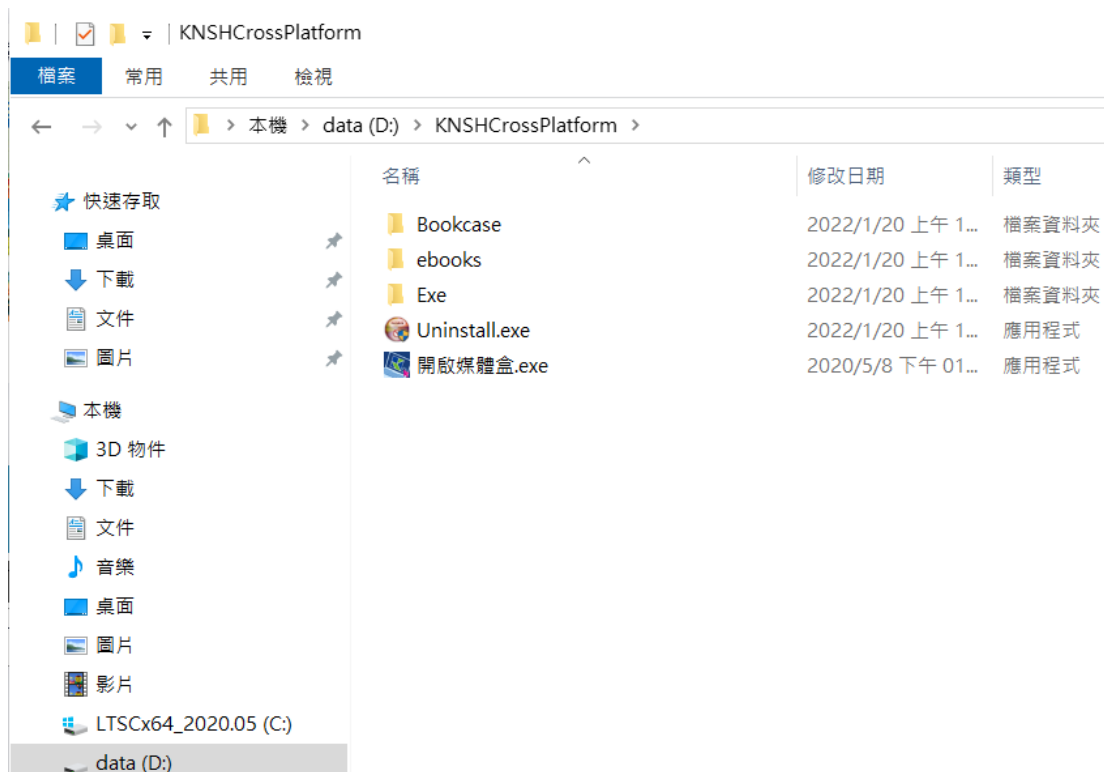 KNSHCrossPlatform
檔案 常用 共用 檢視
本機 data (D:) KNSHCrossPlatform
名稱 修改日期 類型
快速存取
桌面
下載
文件
圖片
本機
3D 物件
下載
文件
音樂
桌面
圖片
影片
LTSCx64_2020.05 (C:)
data (D:)
Bookcase 2022/1/20 上午 1... 檔案資料夾
ebooks 2022/1/20 上午 1... 檔案資料夾
Exe 2022/1/20 上午 1... 檔案資料夾
Uninstall.exe 2022/1/20 上午 1... 應用程式
開啟媒體盒.exe 2020/5/8 下午 01... 應用程式